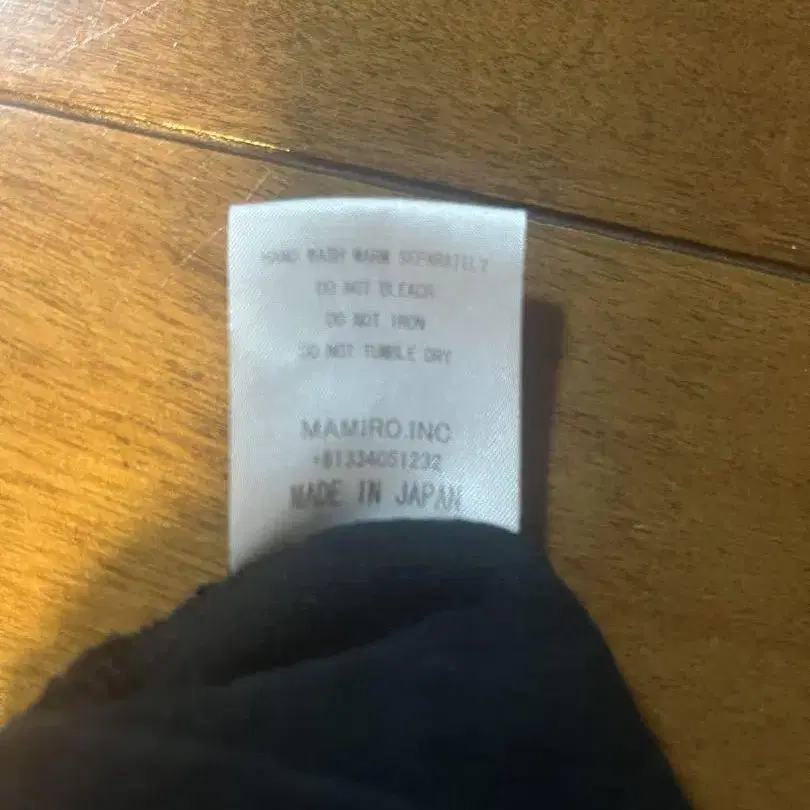 HAND WASH WARM SEPARATELY
DO NOT BLEACH
DO NOT IRON
DO NOT TUMBLE DRY
MAMIRO.INC
+81334051232
MADE IN JAPAN